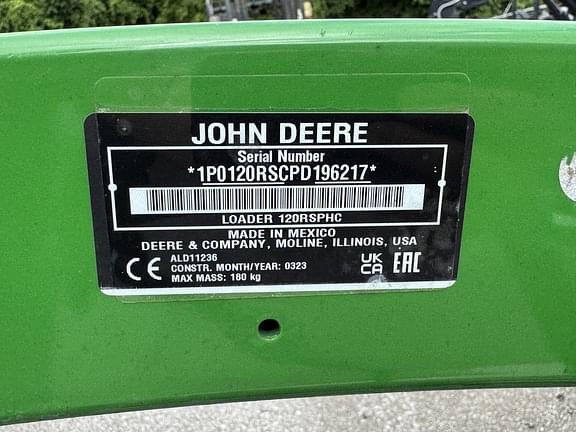 JOHN DEERE
Serial Number
*1P0120RSCPD196217*
LOADER 120RSPHC
MADE IN MEXICO
DEERE & COMPANY, MOLINE, ILLINOIS, USA
CE
ALD11236
CONSTR. MONTH/YEAR: 0323
MAX MASS: 180 kg
UK
CA
EAC